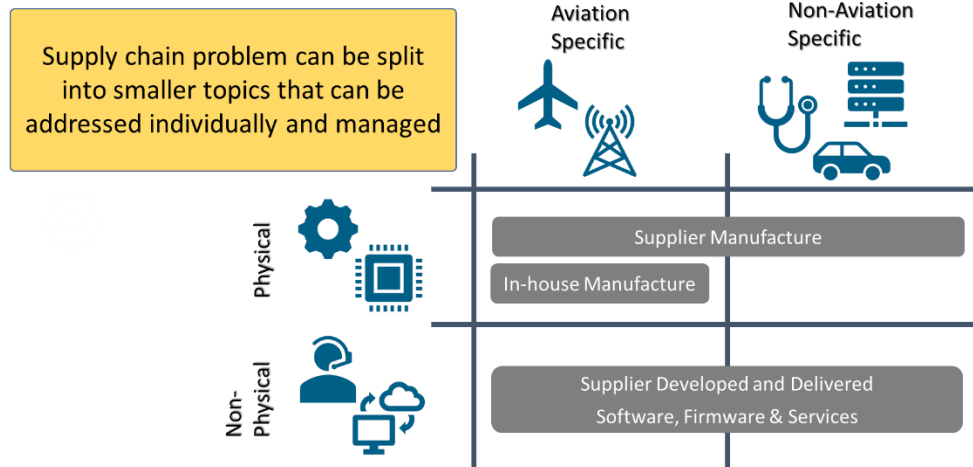 Supply chain problem can be split
into smaller topics that can be
addressed individually and managed
Aviation
Specific
Non-Aviation
Specific
Physical
Supplier Manufacture
In-house Manufacture
Non-
Physical
Supplier Developed and Delivered
Software, Firmware & Services